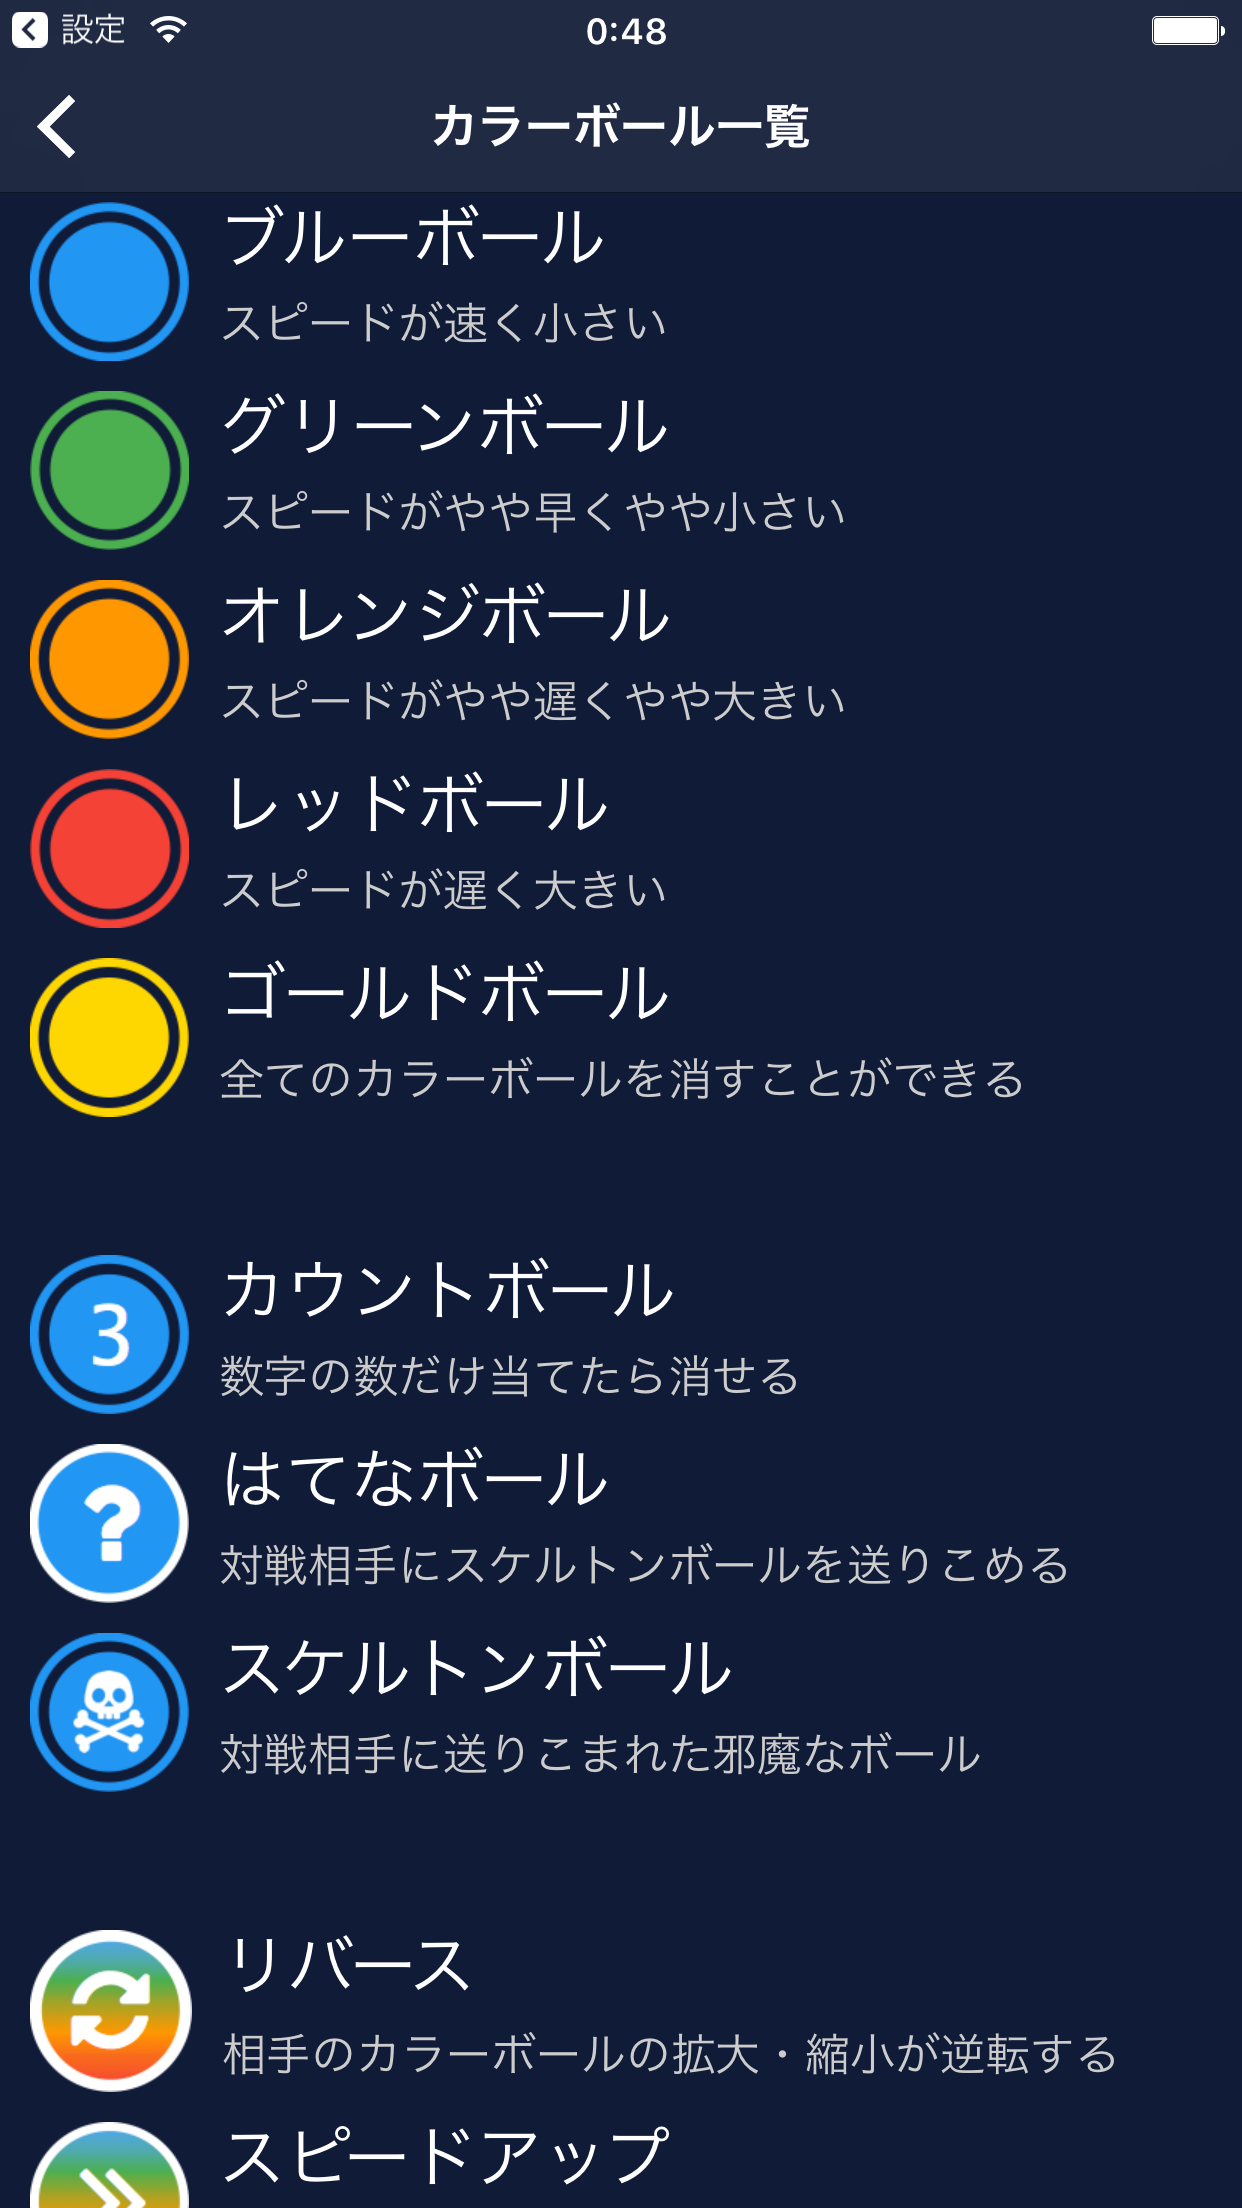 設定 0:48
カラーボール一覧
ブルーボール
スピードが速く小さい
グリーンボール
スピードがやや早くやや小さい
オレンジボール
スピードがやや遅くやや大きい
レッドボール
スピードが遅く大きい
ゴールドボール
全てのカラーボールを消すことができる
3
カウントボール
数字の数だけ当てたら消せる
?
はてなボール
対戦相手にスケルトンボールを送りこめる
スケルトンボール
対戦相手に送りこまれた邪魔なボール
リバース
相手のカラーボールの拡大・縮小が逆転する
スピードアップ